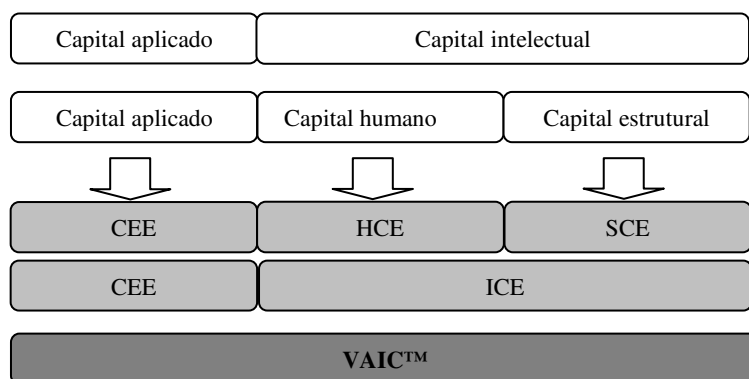 Capital aplicado Capital intelectual
Capital aplicado Capital humano Capital estrutural
CEE HCE SCE
CEE ICE
VAIC™